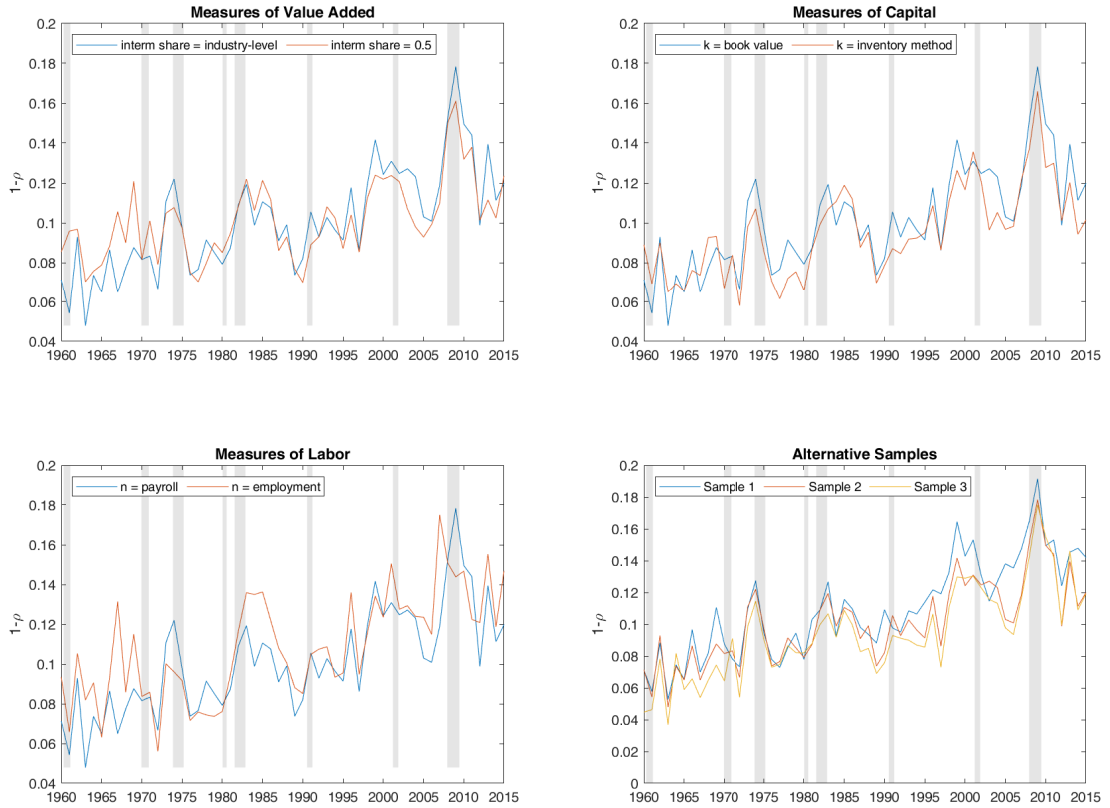 Measures of Value Added
interm share = industry-level
interm share = 0.5
1-ρ
0.2
0.18
0.16
0.14
0.12
0.1
0.08
0.06
0.04
1960 1965 1970 1975 1980 1985 1990 1995 2000 2005 2010 2015
Measures of Capital
k = book value
k = inventory method
1-ρ
0.2
0.18
0.16
0.14
0.12
0.1
0.08
0.06
0.04
1960 1965 1970 1975 1980 1985 1990 1995 2000 2005 2010 2015
Measures of Labor
n = payroll
n = employment
1-ρ
0.2
0.18
0.16
0.14
0.12
0.1
0.08
0.06
0.04
1960 1965 1970 1975 1980 1985 1990 1995 2000 2005 2010 2015
Alternative Samples
Sample 1
Sample 2
Sample 3
1-ρ
0.2
0.18
0.16
0.14
0.12
0.1
0.08
0.06
0.04
0.02
0
1960 1965 1970 1975 1980 1985 1990 1995 2000 2005 2010 2015